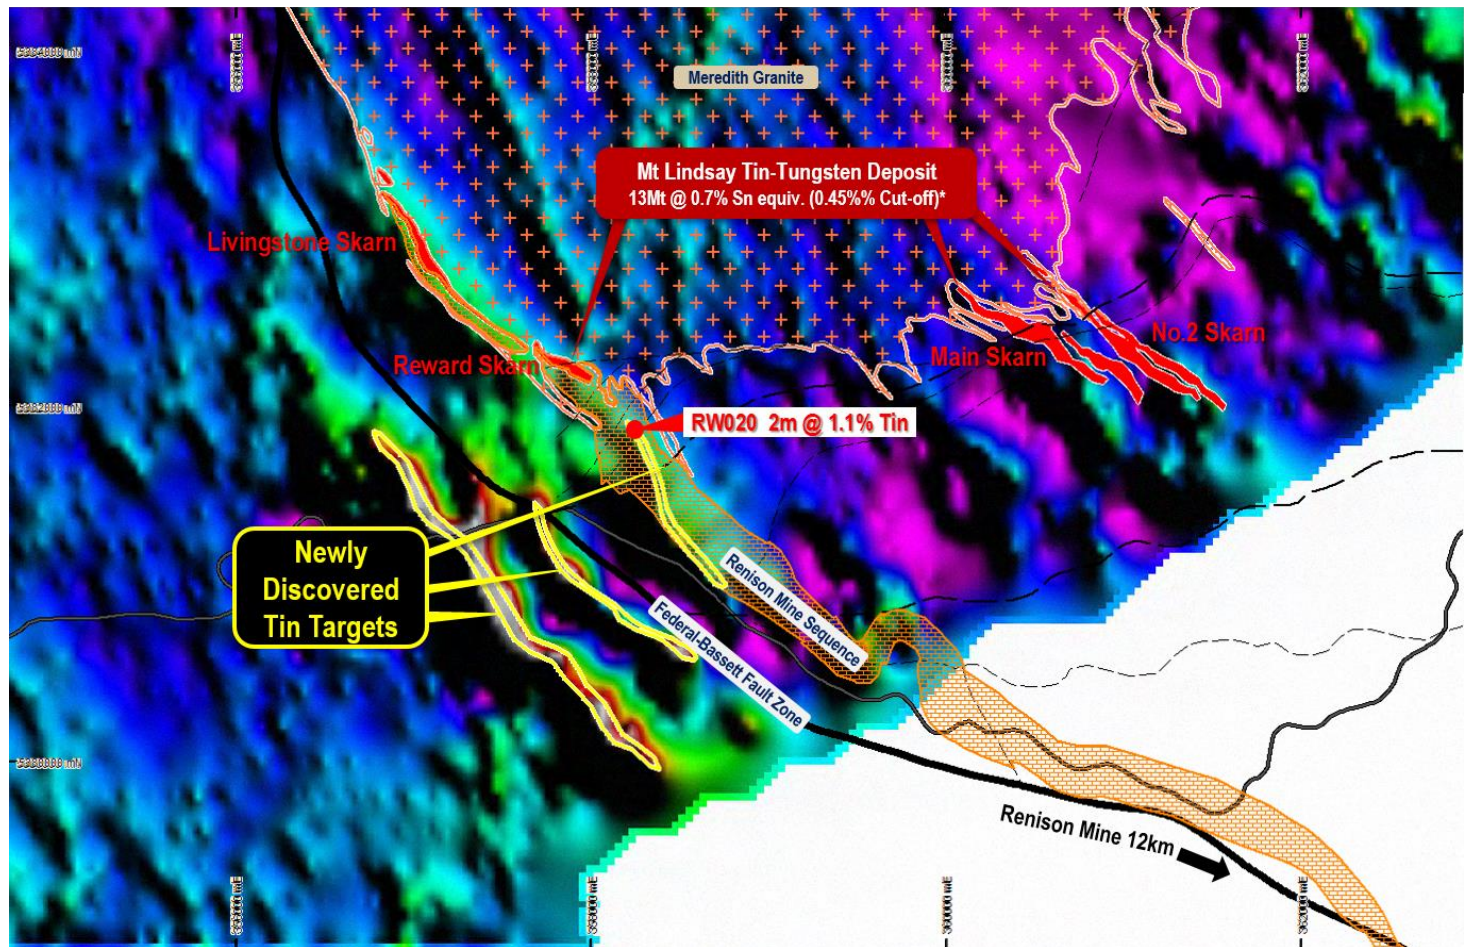 Meredith Granite
Mt Lindsay Tin-Tungsten Deposit
13Mt @ 0.7% Sn equiv. (0.45%% Cut-off)*
Livingstone Skarn
Reward Skarn
Main Skarn
No.2 Skarn
RW020 2m @ 1.1% Tin
Newly
Discovered
Tin Targets
Renison Mine Sequence
Federal-Bassett Fault Zone
Renison Mine 12km